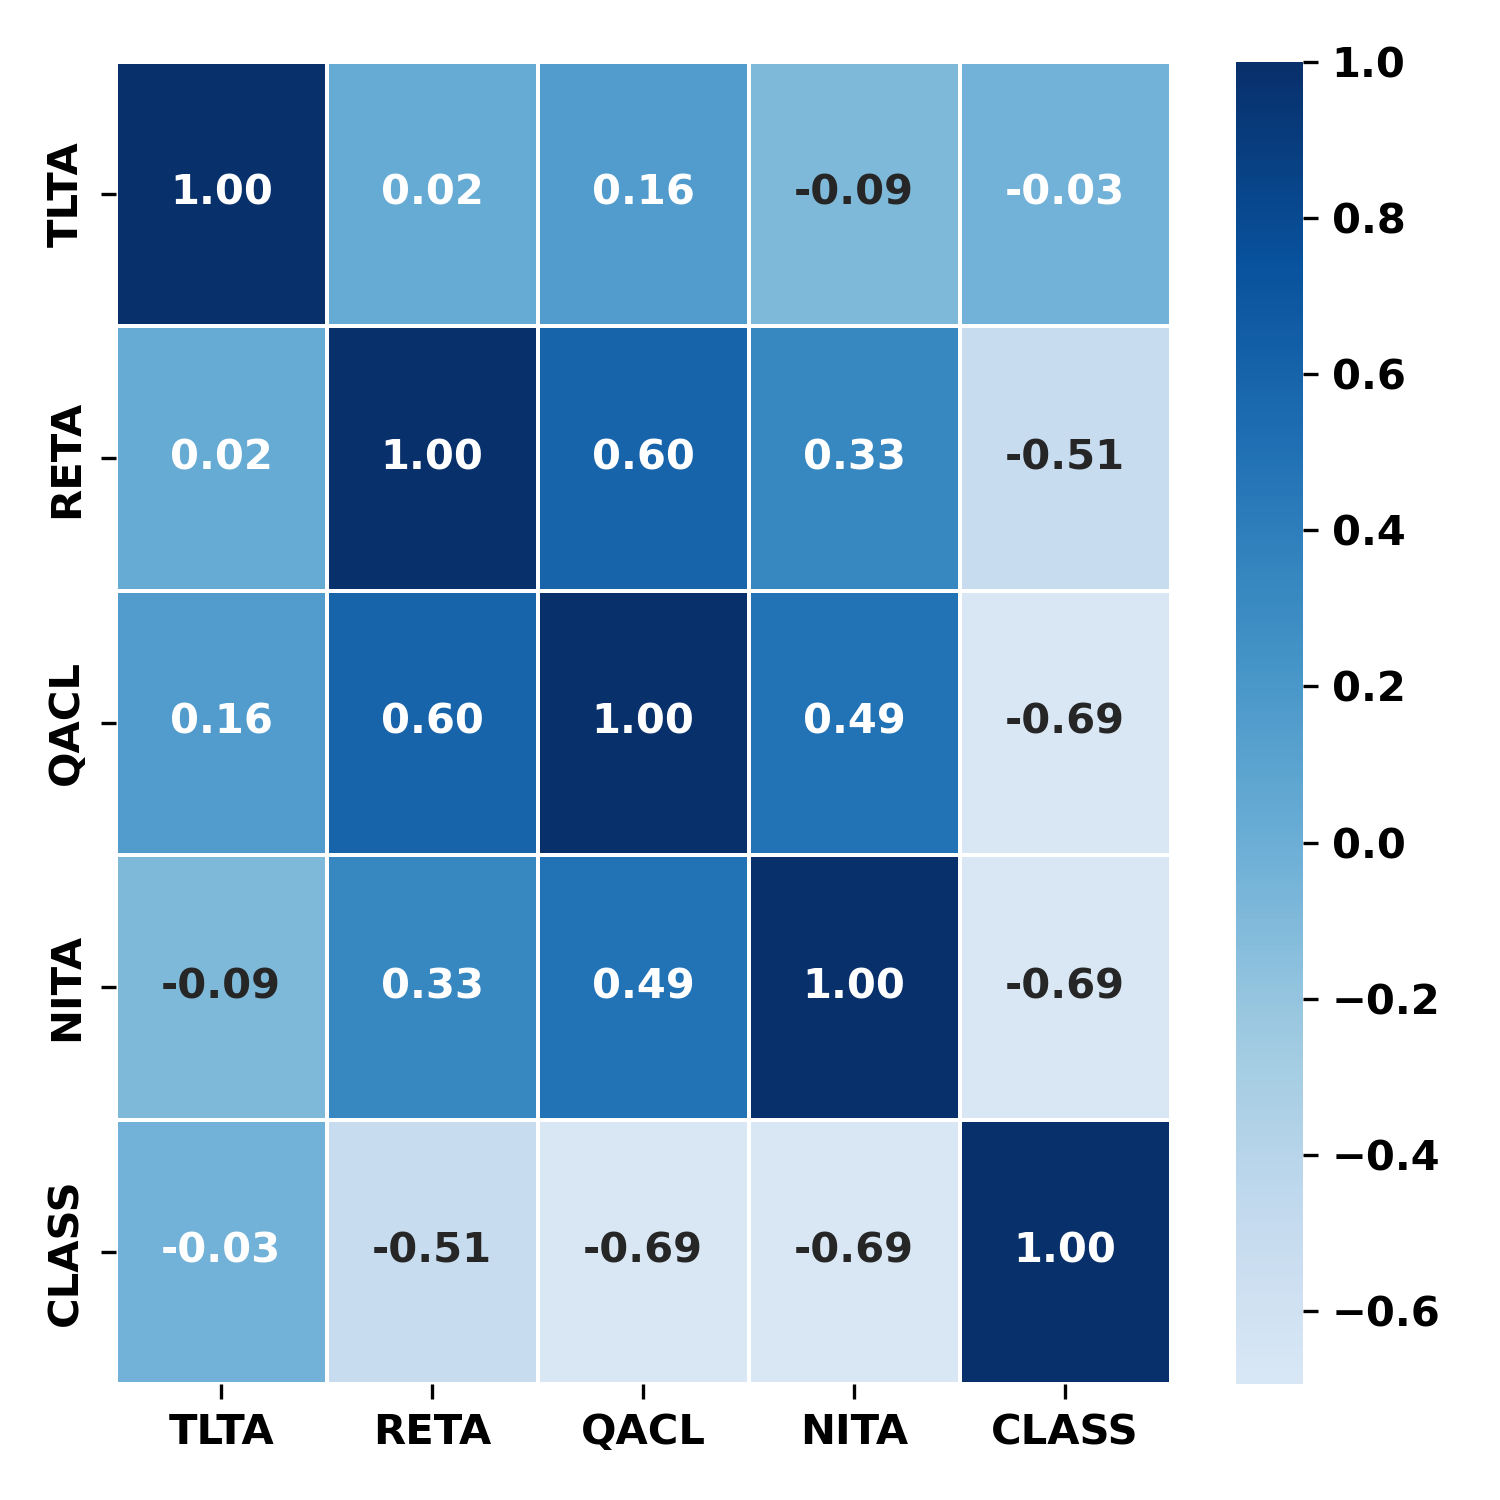 TLTA 1.00 0.02 0.16 -0.09 -0.03
RETA 0.02 1.00 0.60 0.33 -0.51
QACL 0.16 0.60 1.00 0.49 -0.69
NITA -0.09 0.33 0.49 1.00 -0.69
CLASS -0.03 -0.51 -0.69 -0.69 1.00
TLTA RETA QACL NITA CLASS
1.0
0.8
0.6
0.4
0.2
0.0
−0.2
−0.4
−0.6